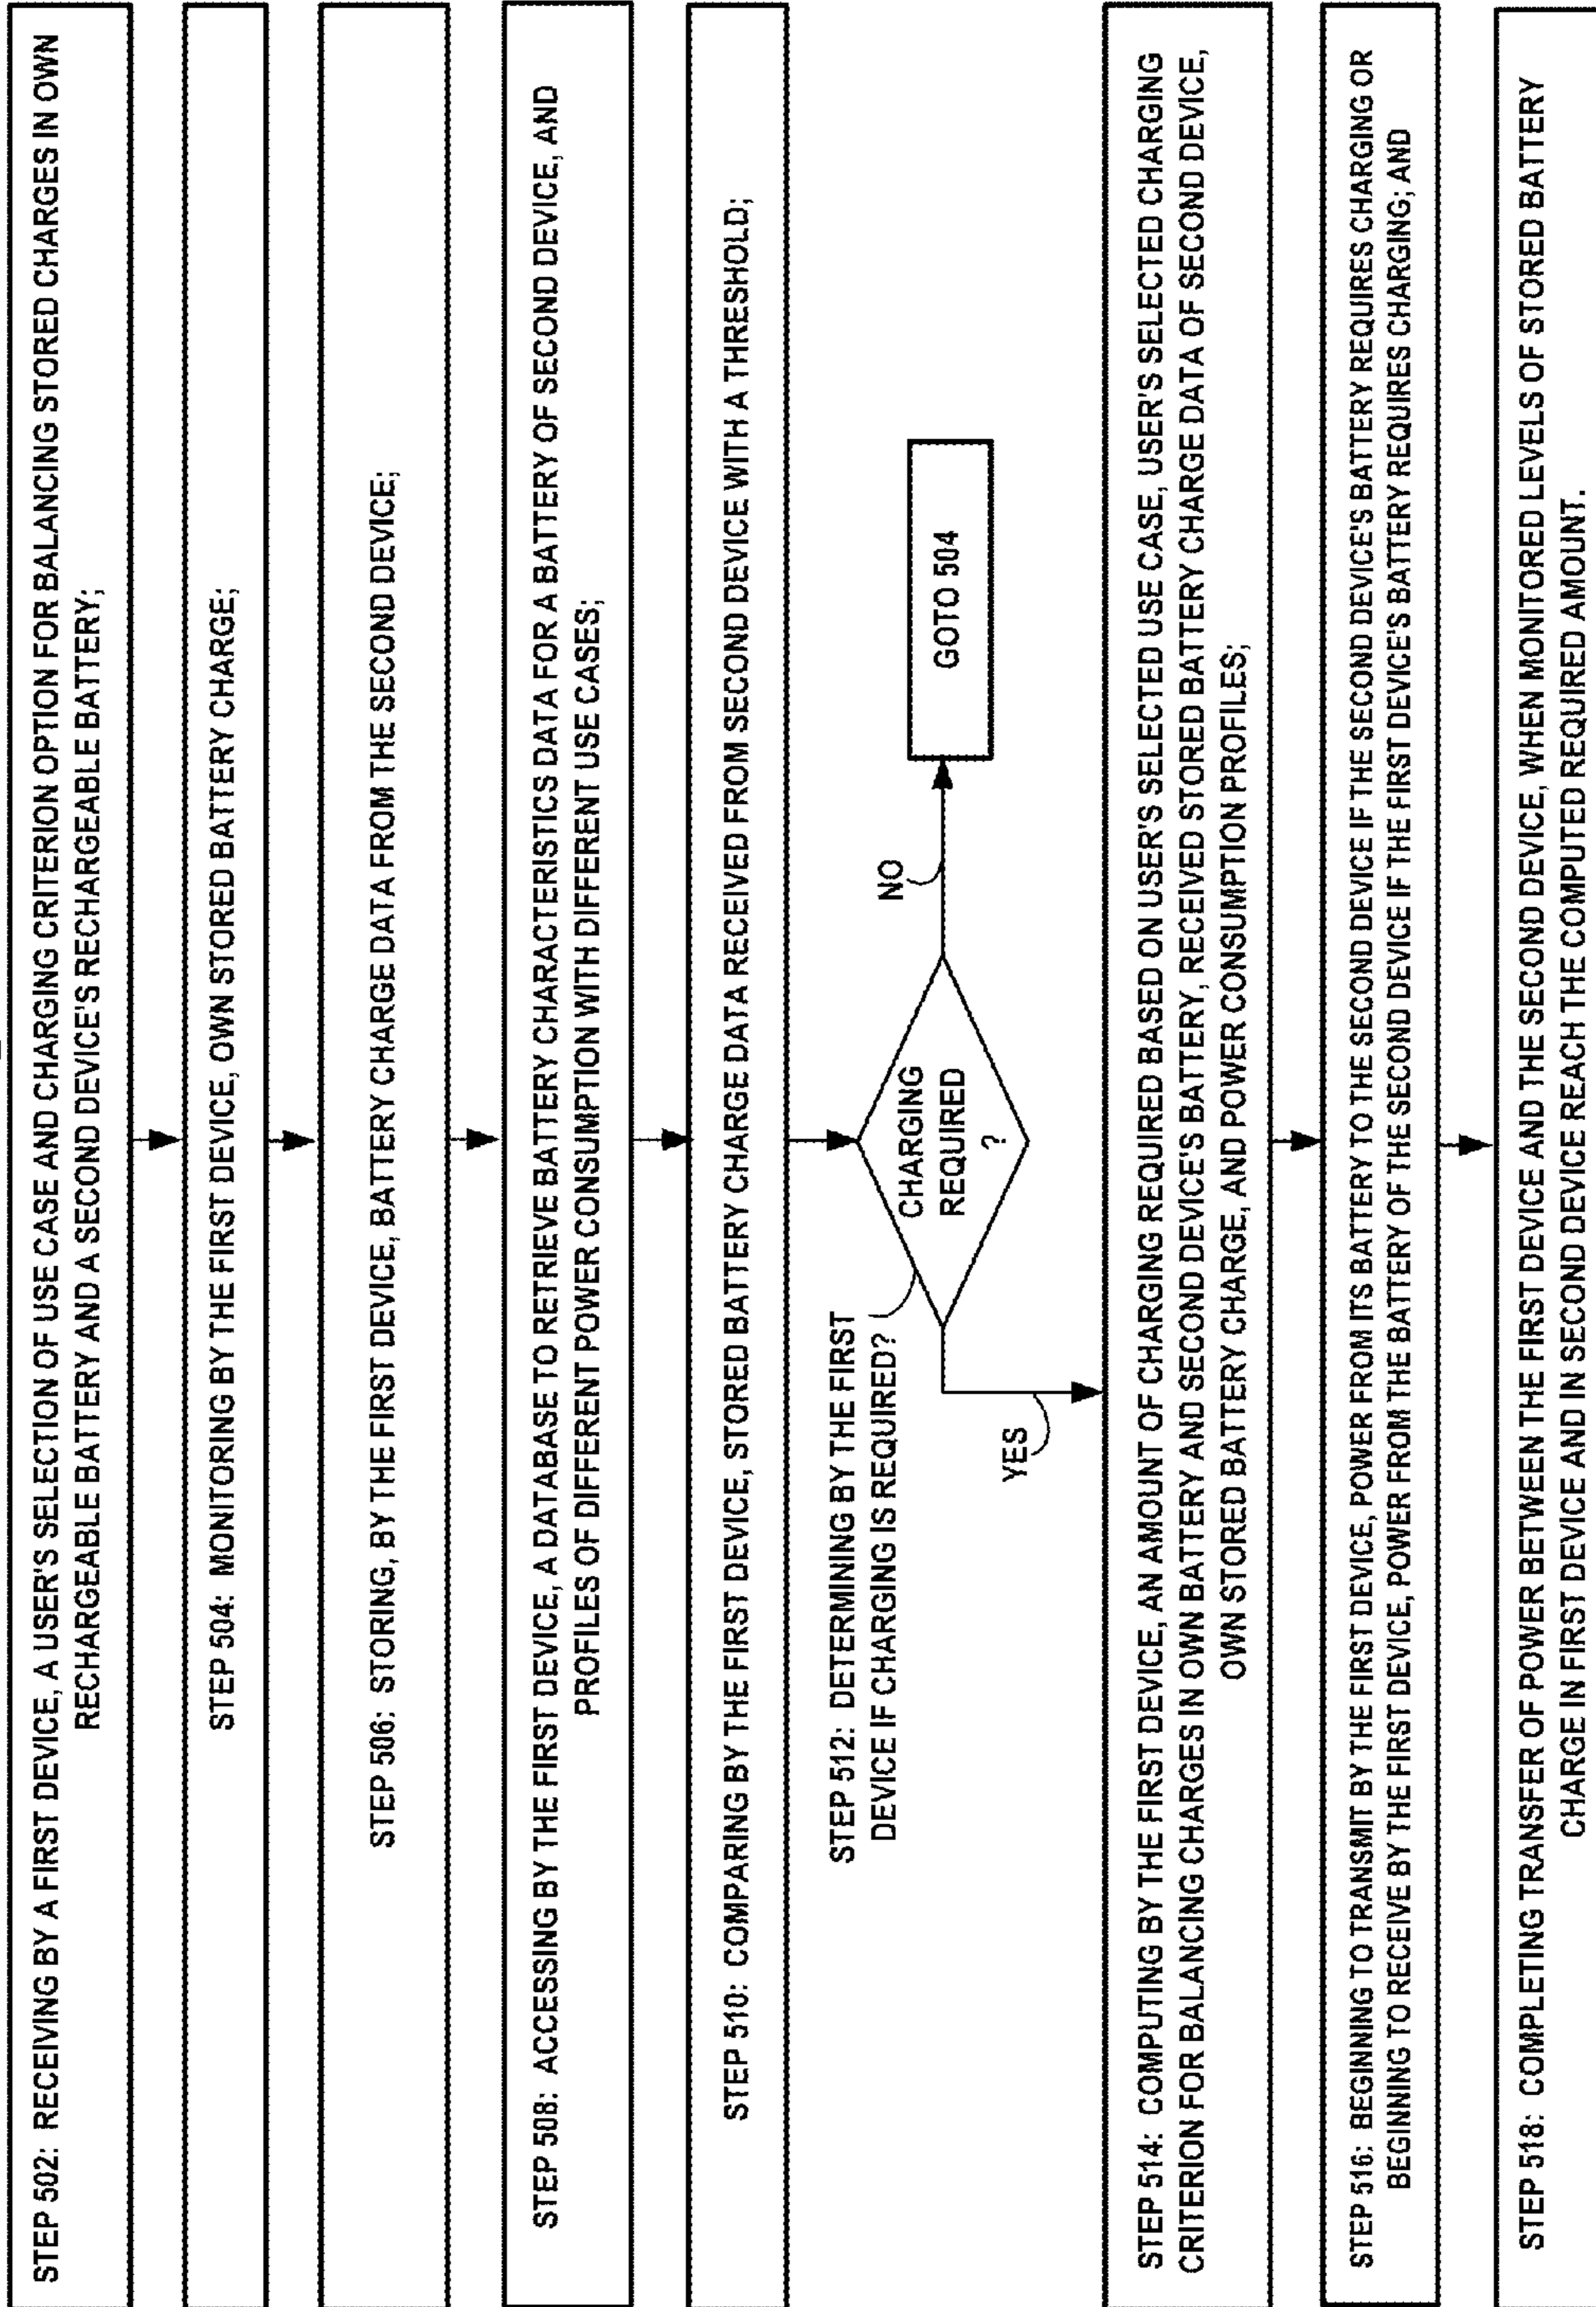 STEP 502: RECEIVING BY A FIRST DEVICE, A USER'S SELECTION OF USE CASE AND CHARGING CRITERION OPTION FOR BALANCING STORED CHARGES IN OWN
RECHARGEABLE BATTERY AND A SECOND DEVICE'S RECHARGEABLE BATTERY;
STEP 504: MONITORING BY THE FIRST DEVICE, OWN STORED BATTERY CHARGE;
STEP 506: STORING, BY THE FIRST DEVICE, BATTERY CHARGE DATA FROM THE SECOND DEVICE;
STEP 508: ACCESSING BY THE FIRST DEVICE, A DATABASE TO RETRIEVE BATTERY CHARACTERISTICS DATA FOR A BATTERY OF SECOND DEVICE, AND
PROFILES OF DIFFERENT POWER CONSUMPTION WITH DIFFERENT USE CASES;
STEP 510: COMPARING BY THE FIRST DEVICE, STORED BATTERY CHARGE DATA RECEIVED FROM SECOND DEVICE WITH A THRESHOLD;
STEP 512: DETERMINING BY THE FIRST
DEVICE IF CHARGING IS REQUIRED?
CHARGING
REQUIRED
?
NO
GOTO 504
YES
STEP 514: COMPUTING BY THE FIRST DEVICE, AN AMOUNT OF CHARGING REQUIRED BASED ON USER'S SELECTED USE CASE, USER'S SELECTED CHARGING
CRITERION FOR BALANCING CHARGES IN OWN BATTERY AND SECOND DEVICE'S BATTERY, RECEIVED STORED BATTERY CHARGE DATA OF SECOND DEVICE,
OWN STORED BATTERY CHARGE, AND POWER CONSUMPTION PROFILES;
STEP 516: BEGINNING TO TRANSMIT BY THE FIRST DEVICE, POWER FROM ITS BATTERY TO THE SECOND DEVICE IF THE SECOND DEVICE'S BATTERY REQUIRES CHARGING OR
BEGINNING TO RECEIVE BY THE FIRST DEVICE, POWER FROM THE BATTERY OF THE SECOND DEVICE IF THE FIRST DEVICE'S BATTERY REQUIRES CHARGING; AND
STEP 518: COMPLETING TRANSFER OF POWER BETWEEN THE FIRST DEVICE AND THE SECOND DEVICE, WHEN MONITORED LEVELS OF STORED BATTERY
CHARGE IN FIRST DEVICE AND IN SECOND DEVICE REACH THE COMPUTED REQUIRED AMOUNT.